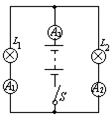 L₁ A₃ L₂
A₁ S A₂